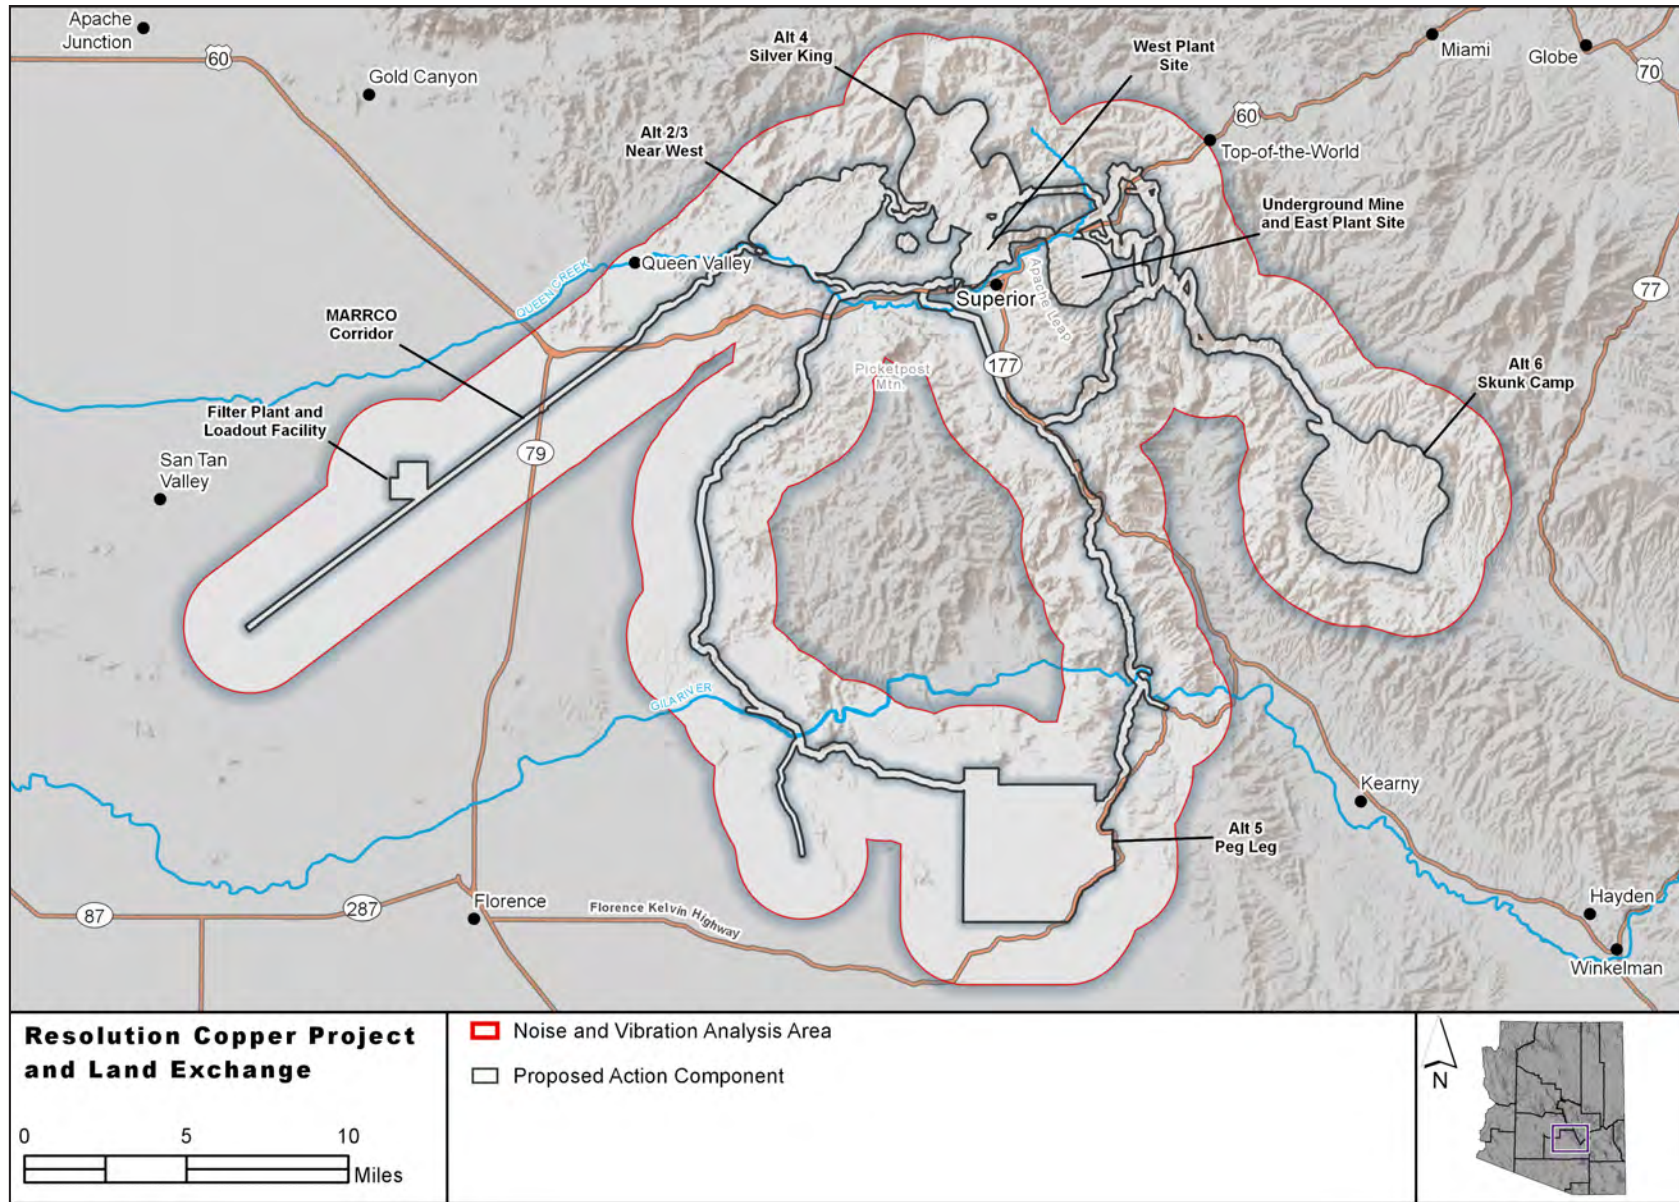 Apache
Junction
60
Gold Canyon
Alt 4
Silver King
West Plant
Site
Miami
Globe
70
60
Alt 2/3
Near West
Top-of-the-World
Underground Mine
and East Plant Site
Queen Valley
QUEEN CREEK
Superior
Apache Leap
77
MARRCO
Corridor
Picketpost
Mtn.
177
Alt 6
Skunk Camp
Filter Plant and
Loadout Facility
San Tan
Valley
79
GILA RIVER
Kearny
Alt 5
Peg Leg
87
287
Florence
Florence Kelvin Highway
Hayden
Winkelman
Resolution Copper Project
and Land Exchange
0 5 10
Miles
Noise and Vibration Analysis Area
Proposed Action Component
N